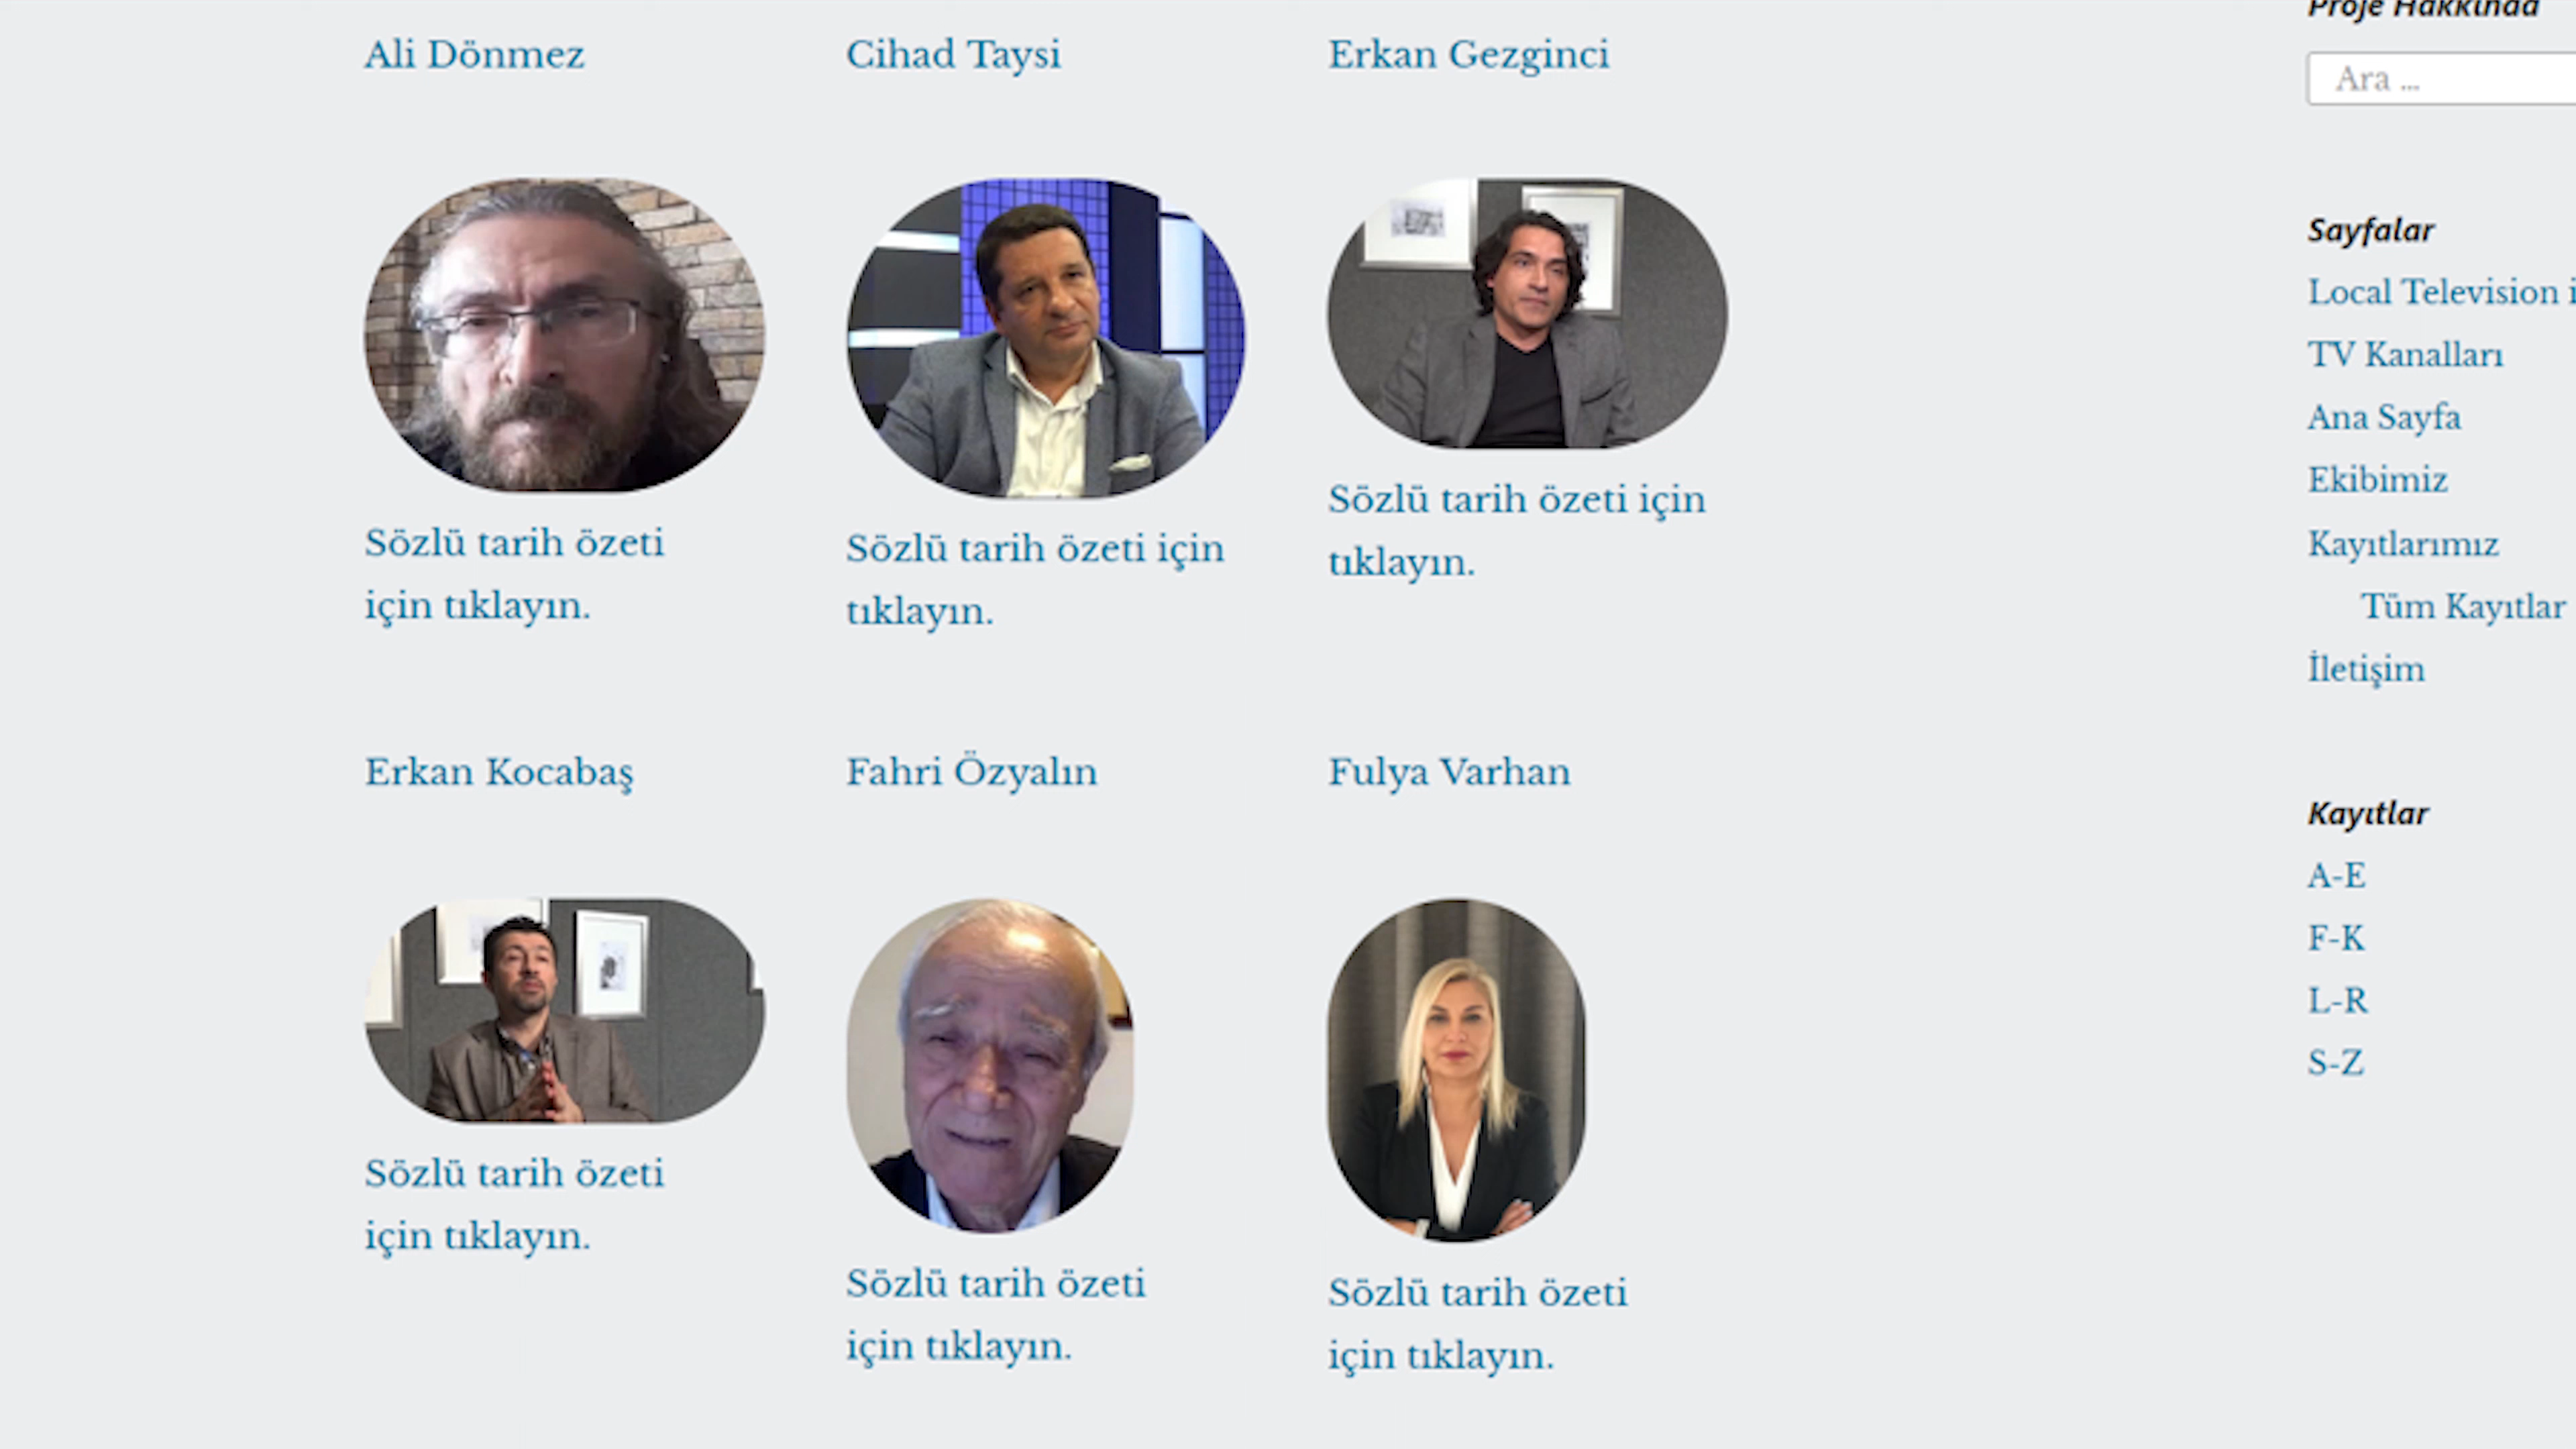 Ali Dönmez
Cihad Taysi
Erkan Gezginci
Sözlü tarih özeti
için tıklayın.
Sözlü tarih özeti için
tıklayın.
Sözlü tarih özeti için
tıklayın.
Erkan Kocabaş
Fahri Özyalın
Fulya Varhan
Sözlü tarih özeti
için tıklayın.
Sözlü tarih özeti
için tıklayın.
Sözlü tarih özeti
için tıklayın.
Proje Hakkında
Ara ...
Sayfalar
Local Television i
TV Kanalları
Ana Sayfa
Ekibimiz
Kayıtlarımız
Tüm Kayıtlar
İletişim
Kayıtlar
A-E
F-K
L-R
S-Z